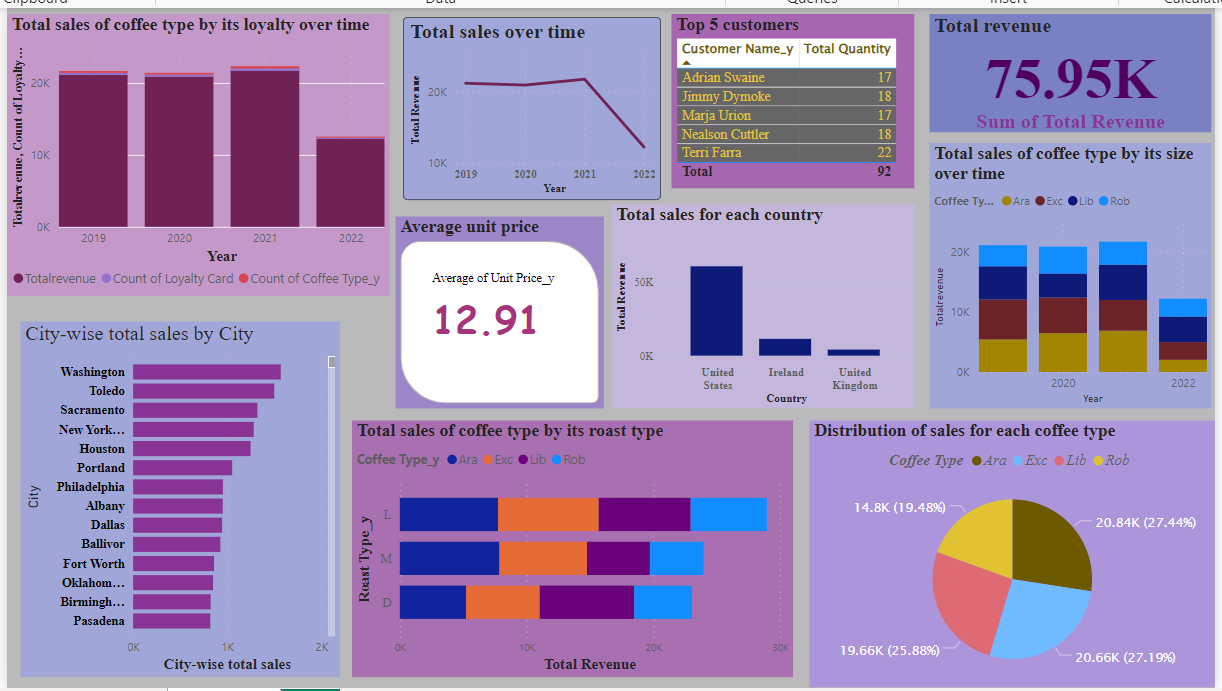 Clipboard
Data
Queries
Insert
Total sales of coffee type by its loyalty over time
Totalrevenue, Count of Loyalty...
20K
10K
0K
2019
2020
2021
2022
Year
Totalrevenue
Count of Loyalty Card
Count of Coffee Type_y
Total sales over time
Total Revenue
20K
10K
2019
2020
2021
2022
Year
Top 5 customers
Customer Name_y Total Quantity
Adrian Swaine 17
Jimmy Dymoke 18
Marja Urion 17
Nealson Cuttler 18
Terri Farra 22
Total 92
Total revenue
75.95K
Sum of Total Revenue
Average unit price
Average of Unit Price_y
12.91
Total sales for each country
Total Revenue
50K
0K
United
States
Ireland
United
Kingdom
Country
Total sales of coffee type by its size
over time
Coffee Ty... Ara Exc Lib Rob
Totalrevenue
20K
10K
0K
2020
2022
Year
City-wise total sales by City
City
Washington
Toledo
Sacramento
New York...
Houston
Portland
Philadelphia
Albany
Dallas
Ballivor
Fort Worth
Oklahom...
Birmingh...
Pasadena
0K
1K
2K
City-wise total sales
Total sales of coffee type by its roast type
Coffee Type_y Ara Exc Lib Rob
Roast Type_y
L
M
D
0K
10K
20K
30K
Total Revenue
Distribution of sales for each coffee type
Coffee Type Ara Exc Lib Rob
14.8K (19.48%)
20.84K (27.44%)
19.66K (25.88%)
20.66K (27.19%)